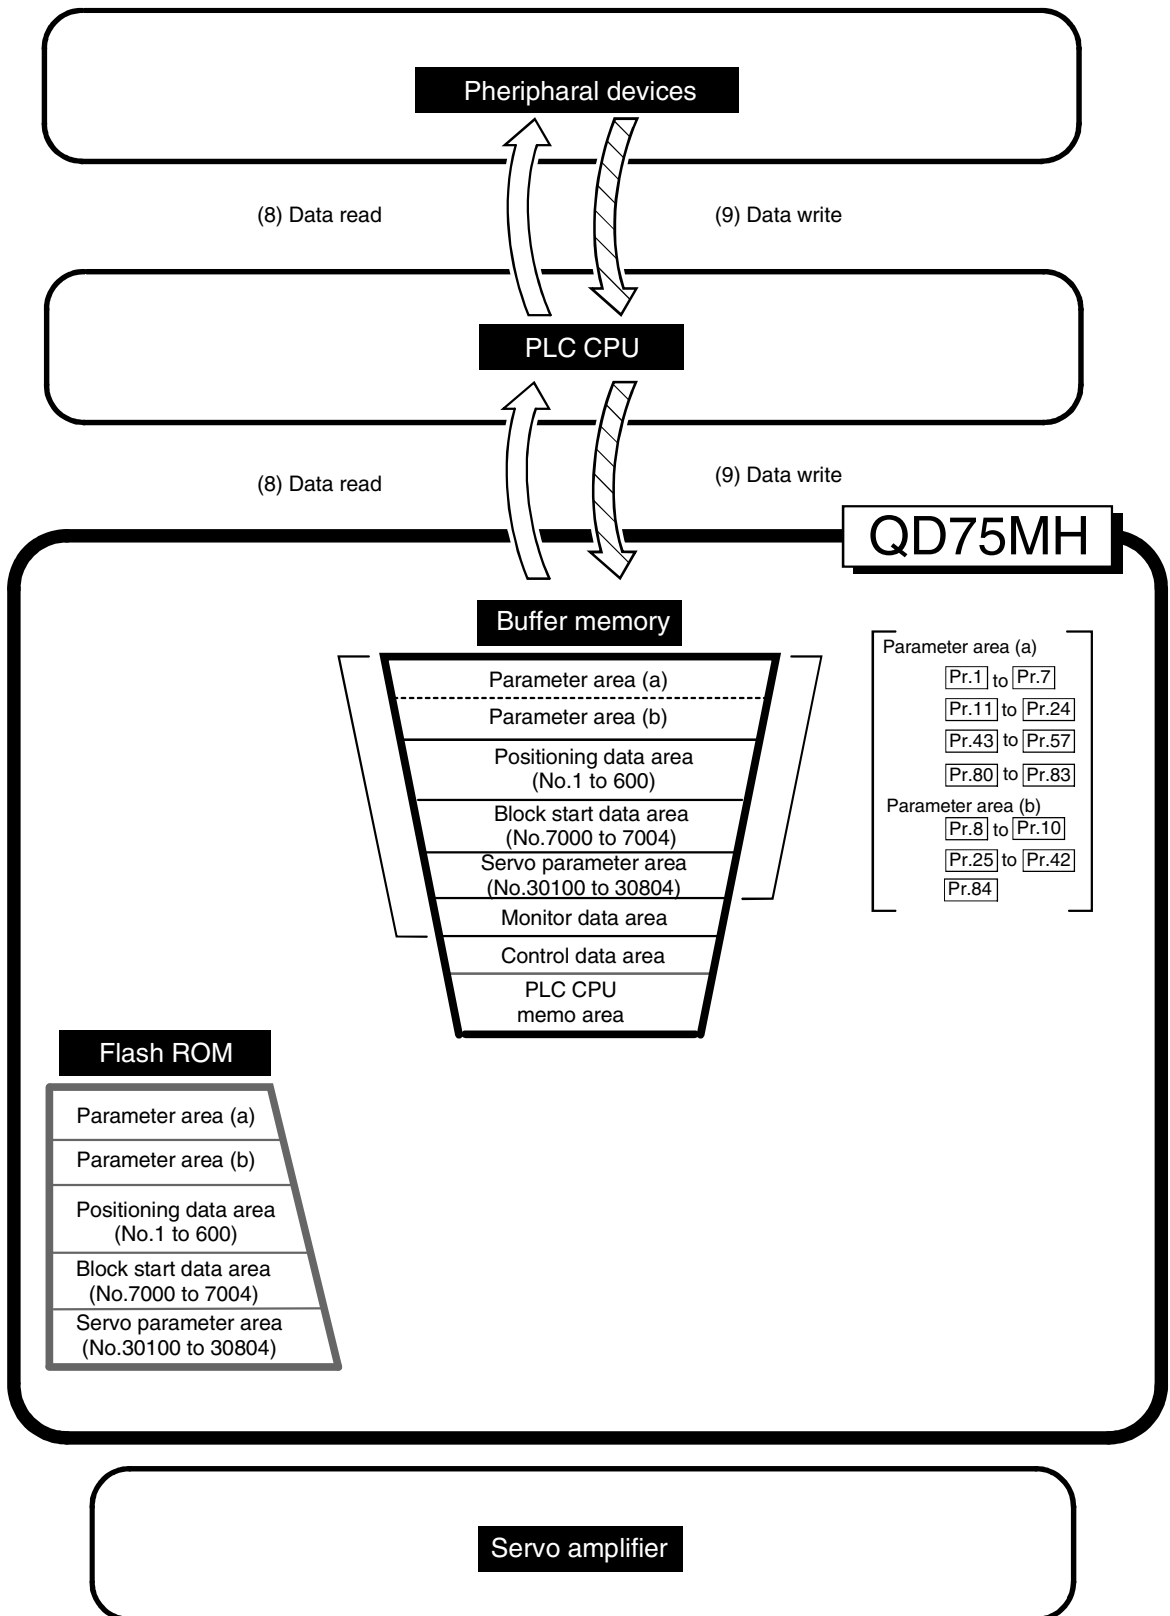 Pheripharal devices
(8) Data read
(9) Data write
PLC CPU
(8) Data read
(9) Data write
QD75MH
Buffer memory
Parameter area (a)
Parameter area (b)
Positioning data area
(No.1 to 600)
Block start data area
(No.7000 to 7004)
Servo parameter area
(No.30100 to 30804)
Monitor data area
Control data area
PLC CPU
memo area
Parameter area (a)
Pr.1 to Pr.7
Pr.11 to Pr.24
Pr.43 to Pr.57
Pr.80 to Pr.83
Parameter area (b)
Pr.8 to Pr.10
Pr.25 to Pr.42
Pr.84
Flash ROM
Parameter area (a)
Parameter area (b)
Positioning data area
(No.1 to 600)
Block start data area
(No.7000 to 7004)
Servo parameter area
(No.30100 to 30804)
Servo amplifier